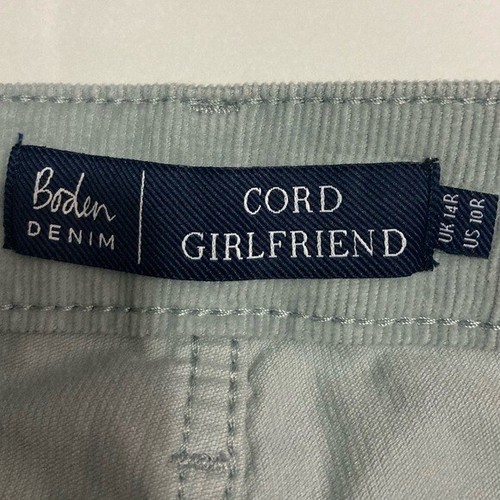 Boden
DENIM
CORD
GIRLFRIEND
UK 14R
US 10R